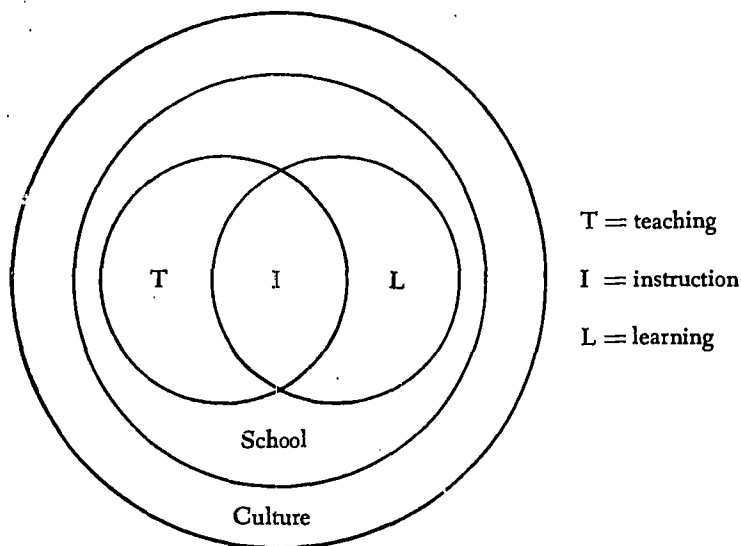 T = teaching
T I L
I = instruction
L = learning
School
Culture